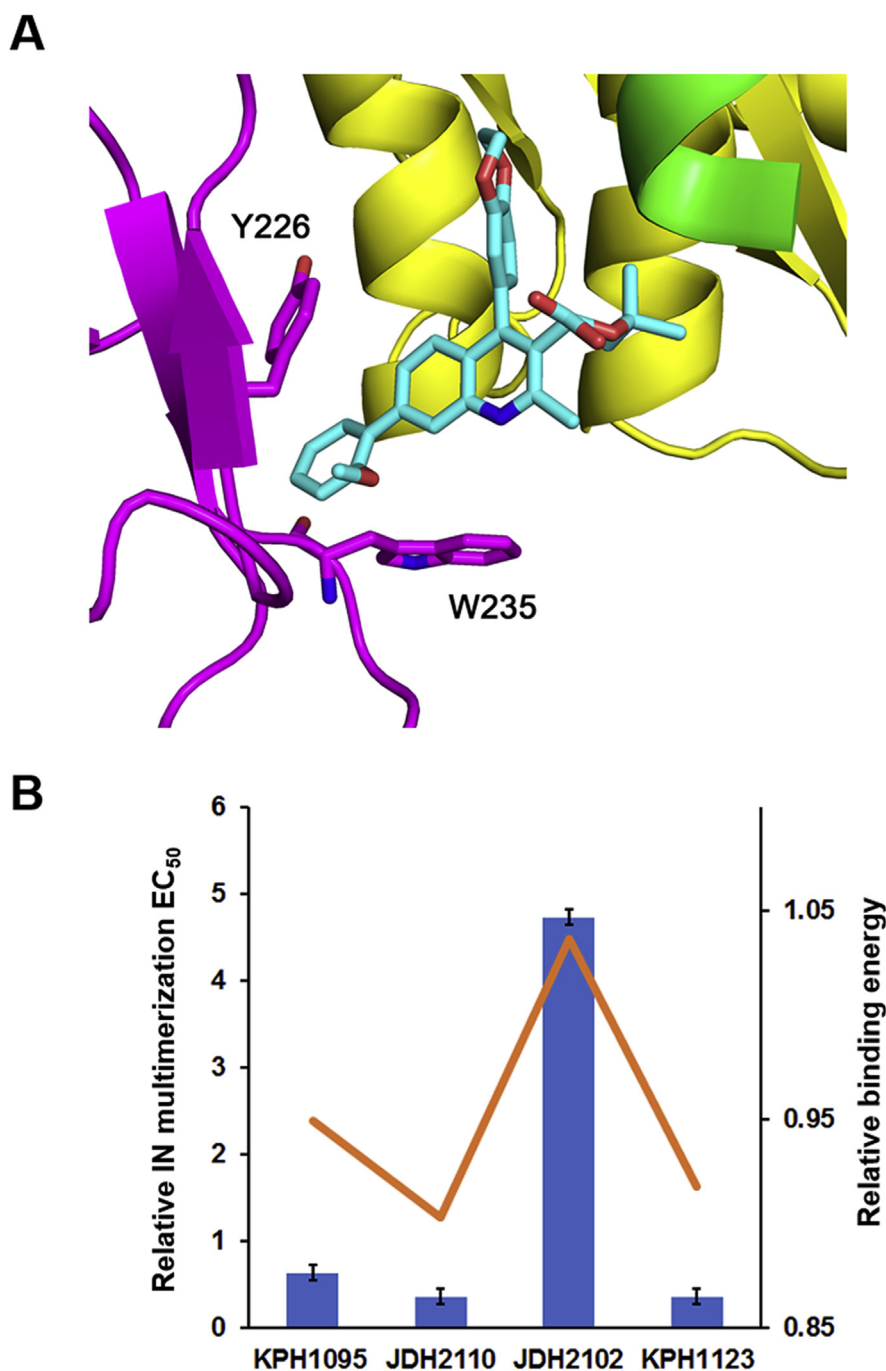 A
Y226
W235
B
Relative IN multimerization EC50
6
5
4
3
2
1
0
1.05
0.95
0.85
Relative binding energy
KPH1095 JDH2110 JDH2102 KPH1123